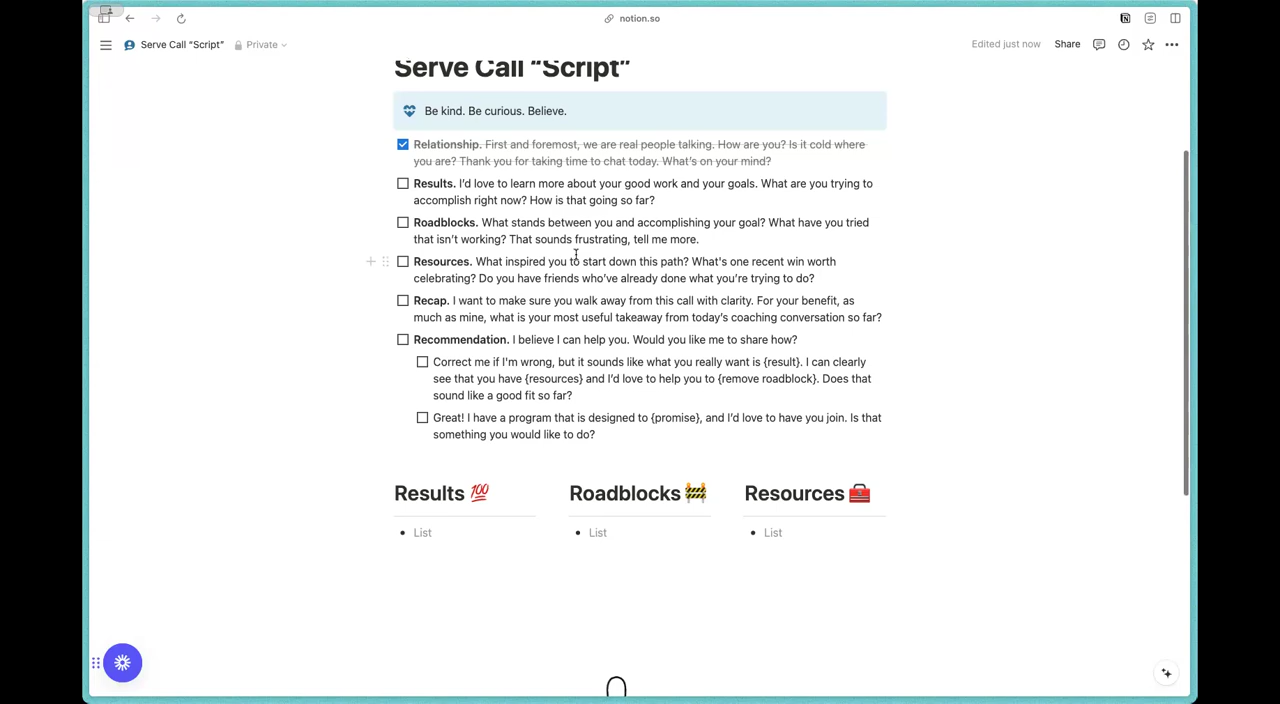 notion.so
Serve Call “Script”
Private
Edited just now
Share
Serve Call “Script”
Be kind. Be curious. Believe.
Relationship. First and foremost, we are real people talking. How are you? Is it cold where
you are? Thank you for taking time to chat today. What’s on your mind?
Results. I’d love to learn more about your good work and your goals. What are you trying to
accomplish right now? How is that going so far?
Roadblocks. What stands between you and accomplishing your goal? What have you tried
that isn’t working? That sounds frustrating, tell me more.
Resources. What inspired you to start down this path? What's one recent win worth
celebrating? Do you have friends who’ve already done what you’re trying to do?
Recap. I want to make sure you walk away from this call with clarity. For your benefit, as
much as mine, what is your most useful takeaway from today’s coaching conversation so far?
Recommendation. I believe I can help you. Would you like me to share how?
Correct me if I'm wrong, but it sounds like what you really want is {result}. I can clearly
see that you have {resources} and I’d love to help you to {remove roadblock}. Does that
sound like a good fit so far?
Great! I have a program that is designed to {promise}, and I’d love to have you join. Is that
something you would like to do?
Results 💯
Roadblocks 🚧
Resources 🧰
List
List
List